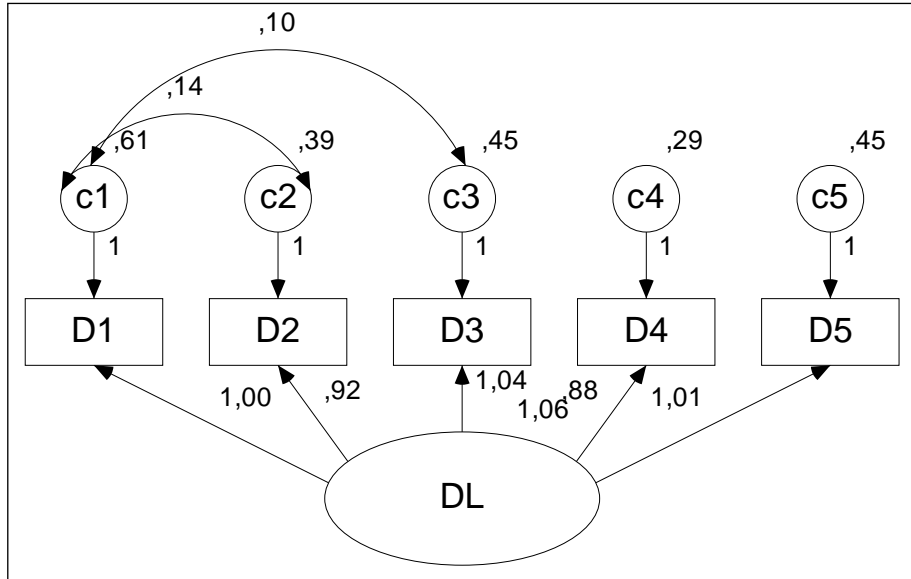 ,10
,14
,61 ,39 ,45 ,29 ,45
c1 c2 c3 c4 c5
1 1 1 1 1
D1 D2 D3 D4 D5
1,00 ,92 1,04 1,06 ,88 1,01
DL